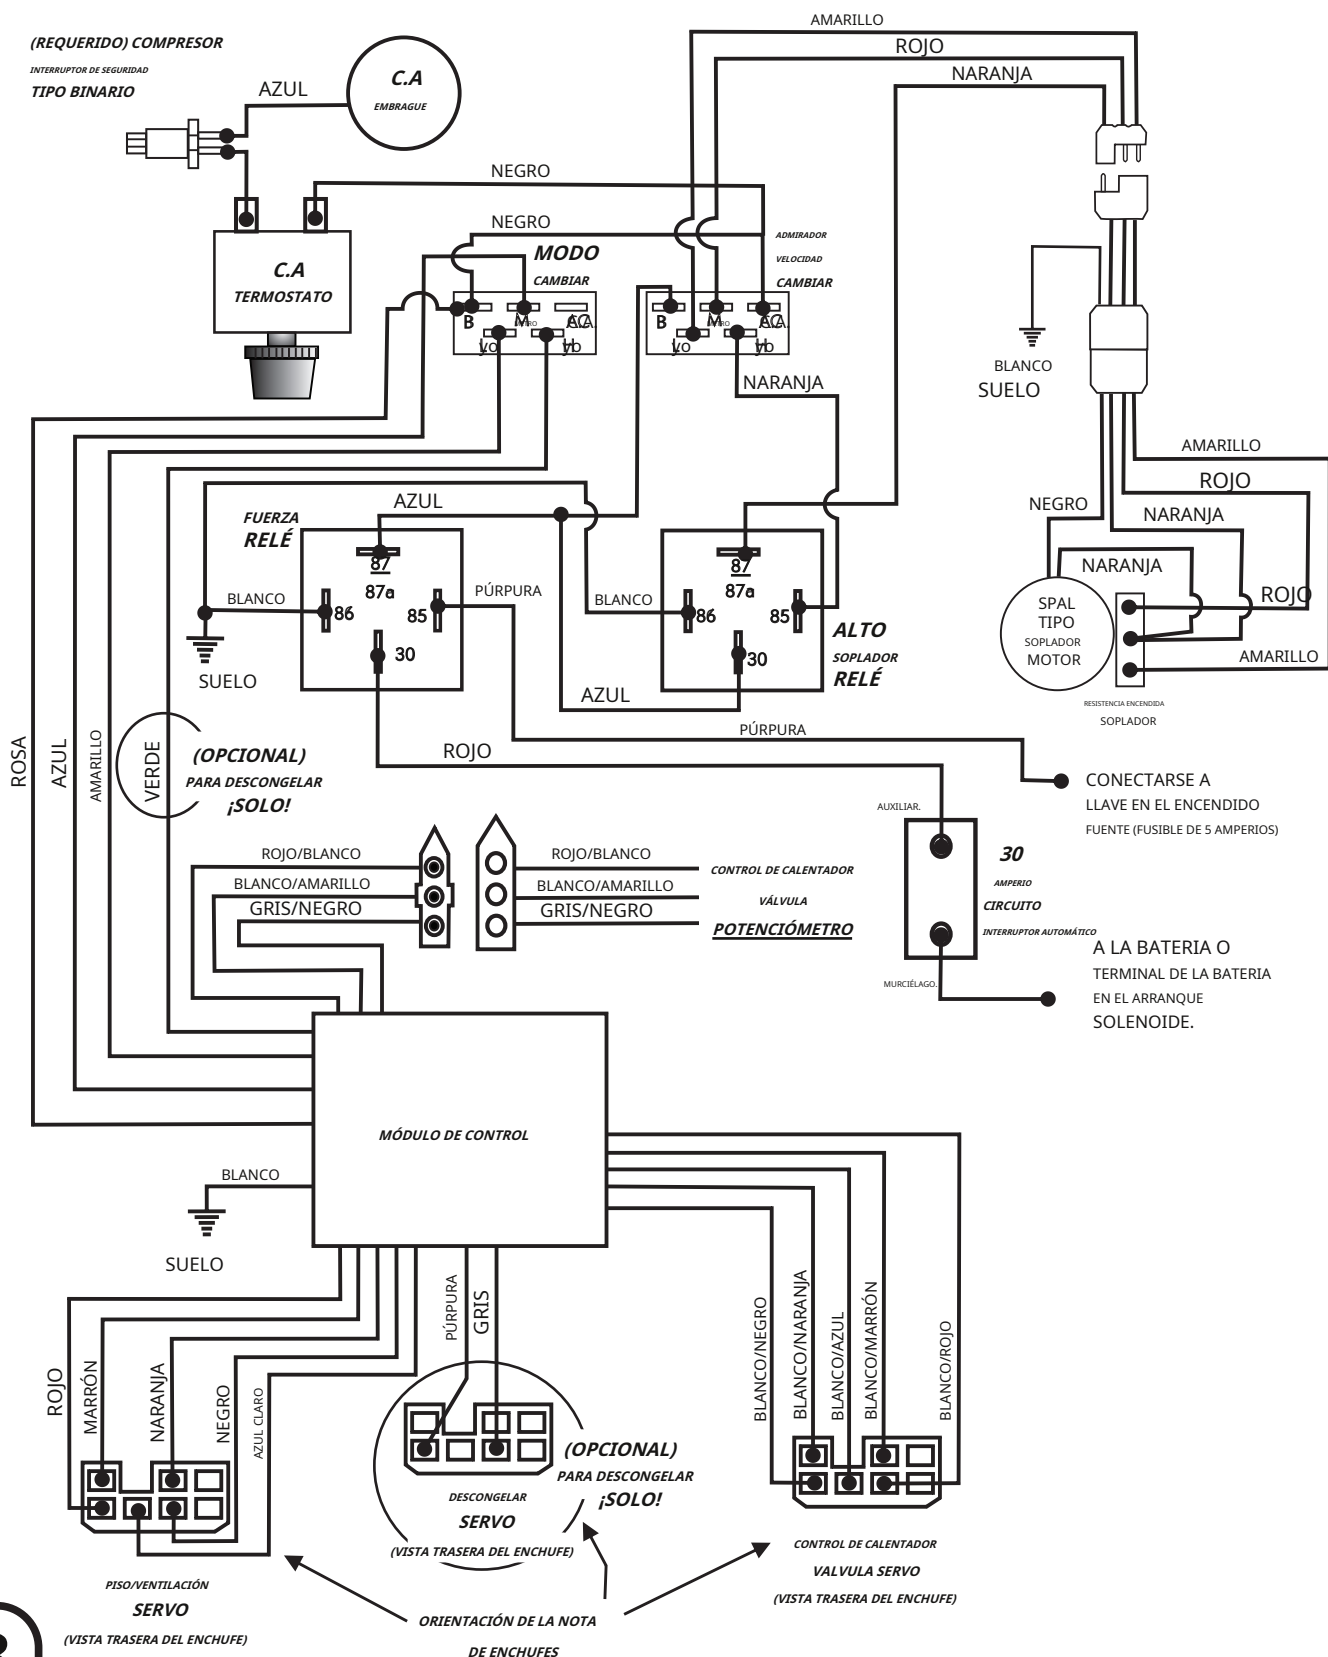 AMARILLO
ROJO
NARANJA
(REQUERIDO) COMPRESOR
INTERRUPTOR DE SEGURIDAD
TIPO BINARIO
AZUL
C.A
EMBRAGUE
NEGRO
NEGRO
MODO
CAMBIAR
ADMIRADOR
VELOCIDAD
CAMBIAR
C.A
TERMOSTATO
B
M
B
M
NARANJA
BLANCO
SUELO
AMARILLO
ROJO
NEGRO
NARANJA
NARANJA
ROJO
AMARILLO
SPAL
TIPO
SOPLADOR
MOTOR
RESISTENCIA ENCENDIDA
SOPLADOR
AZUL
FUERZA
RELÉ
87
87a
86
85
30
BLANCO
PÚRPURA
SUELO
BLANCO
87
87a
86
85
30
ALTO
SOPLADOR
RELÉ
AZUL
PÚRPURA
ROJO
ROSA
AZUL
AMARILLO
VERDE
(OPCIONAL)
PARA DESCONGELAR
¡SOLO!
CONECTARSE A
LLAVE EN EL ENCENDIDO
FUENTE (FUSIBLE DE 5 AMPERIOS)
AUXILIAR.
30
AMPERIO
CIRCUITO
INTERRUPTOR AUTOMÁTICO
MURCIÉLAGO.
A LA BATERIA O
TERMINAL DE LA BATERIA
EN EL ARRANQUE
SOLENOIDE.
ROJO/BLANCO
BLANCO/AMARILLO
GRIS/NEGRO
ROJO/BLANCO
BLANCO/AMARILLO
GRIS/NEGRO
CONTROL DE CALENTADOR
VÁLVULA
POTENCIÓMETRO
MÓDULO DE CONTROL
BLANCO
SUELO
ROJO
MARRÓN
NARANJA
NEGRO
AZUL CLARO
PÚRPURA
GRIS
BLANCO/NEGRO
BLANCO/NARANJA
BLANCO/AZUL
BLANCO/MARRÓN
BLANCO/ROJO
(OPCIONAL)
PARA DESCONGELAR
¡SOLO!
DESCONGELAR
SERVO
(VISTA TRASERA DEL ENCHUFE)
PISO/VENTILACIÓN
SERVO
(VISTA TRASERA DEL ENCHUFE)
CONTROL DE CALENTADOR
VALVULA SERVO
(VISTA TRASERA DEL ENCHUFE)
ORIENTACIÓN DE LA NOTA
DE ENCHUFES